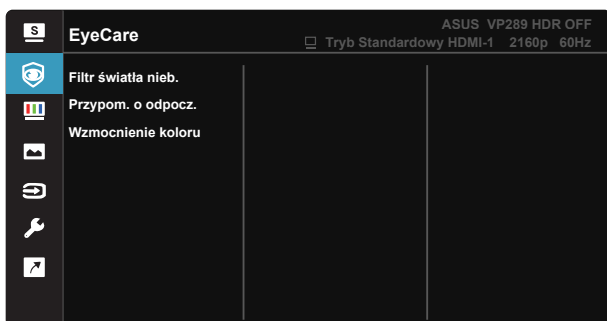 S
EyeCare
ASUS VP289 HDR OFF
Tryb Standardowy HDMI-1 2160p 60Hz
Filtr światła nieb.
Przypom. o odpocz.
Wzmocnienie koloru